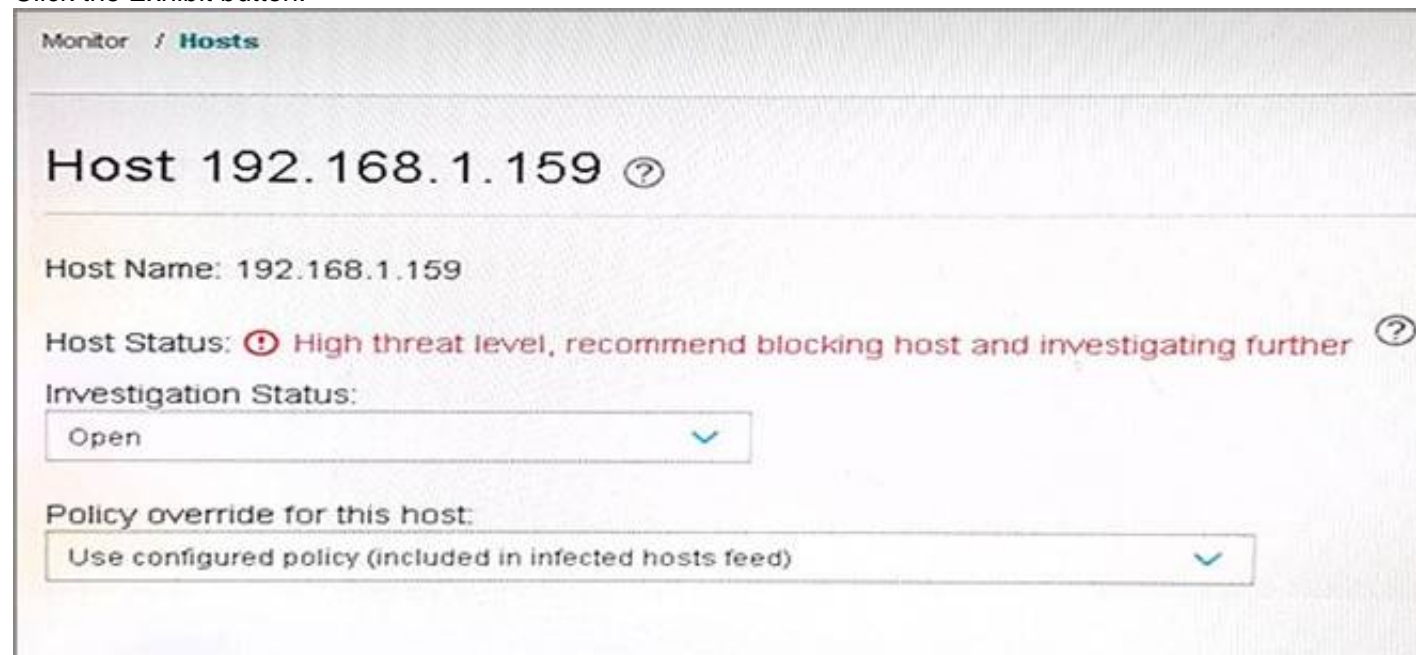 Monitor / Hosts
Host 192.168.1.159 ?
Host Name: 192.168.1.159
Host Status: ! High threat level, recommend blocking host and investigating further ?
Investigation Status:
Open
Policy override for this host:
Use configured policy (included in infected hosts feed)